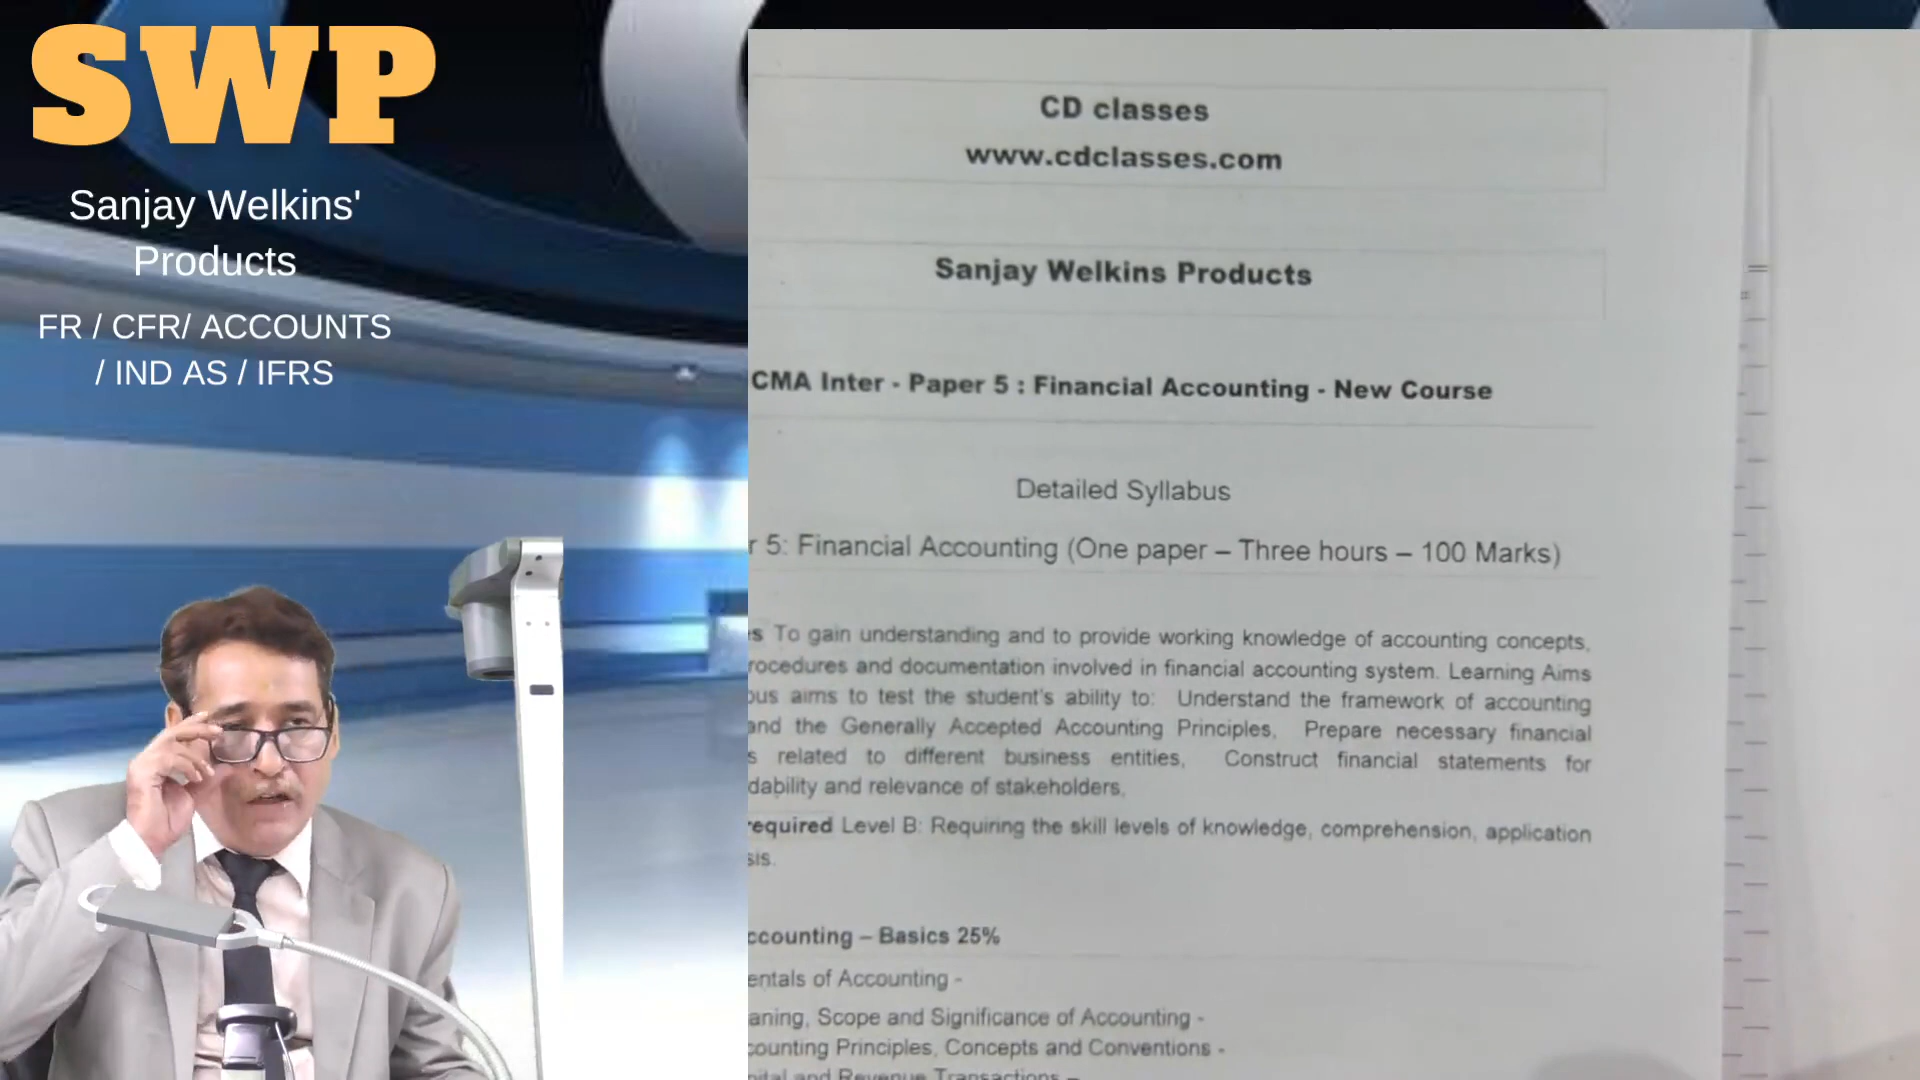 SWP
Sanjay Welkins'
Products
FR / CFR/ ACCOUNTS
/ IND AS / IFRS
CD classes
www.cdclasses.com
Sanjay Welkins Products
CMA Inter - Paper 5 : Financial Accounting - New Course
Detailed Syllabus
r 5: Financial Accounting (One paper – Three hours – 100 Marks)
s To gain understanding and to provide working knowledge of accounting concepts,
rocedures and documentation involved in financial accounting system. Learning Aims
ous aims to test the student's ability to: Understand the framework of accounting
and the Generally Accepted Accounting Principles, Prepare necessary financial
s related to different business entities, Construct financial statements for
dability and relevance of stakeholders,
required Level B: Requiring the skill levels of knowledge, comprehension, application
sis.
ccounting – Basics 25%
entals of Accounting -
aning, Scope and Significance of Accounting -
counting Principles, Concepts and Conventions -
pital and Revenue Transactions –